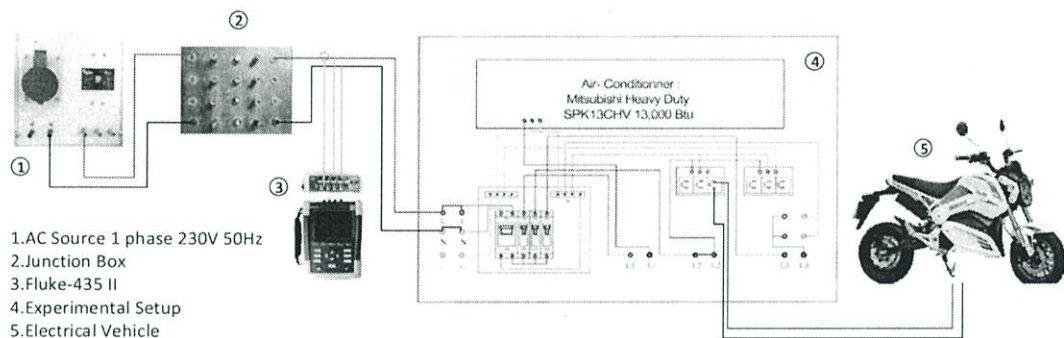 ②
①
③
④
⑤
Air- Conditionner :
Mitsubishi Heavy Duty
SPK13CHV 13,000 Btu
1.AC Source 1 phase 230V 50Hz
2.Junction Box
3.Fluke-435 II
4.Experimental Setup
5.Electrical Vehicle